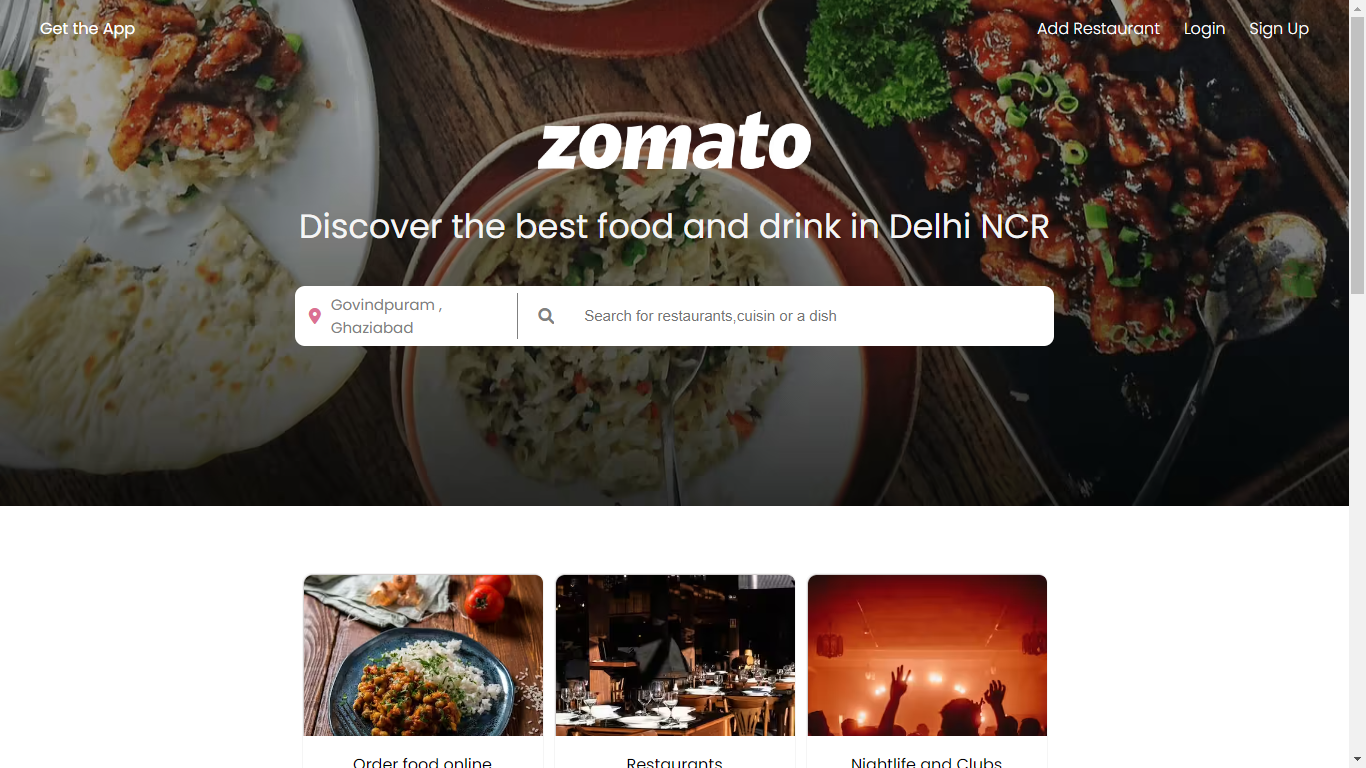 Get the App
Add Restaurant Login Sign Up
zomato
Discover the best food and drink in Delhi NCR
Govindpuram ,
Ghaziabad
Search for restaurants,cuisin or a dish
Order food online
Restaurants
Nightlife and Clubs